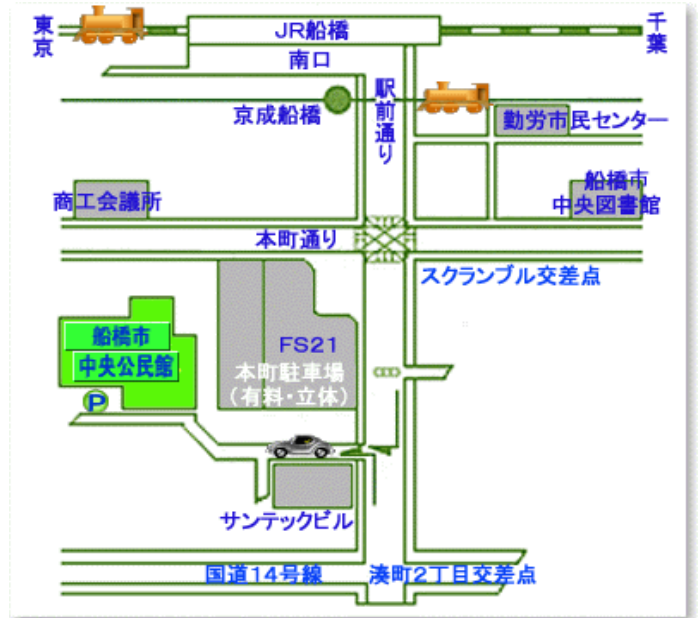 東京
JR船橋
千葉
南口
駅前通り
京成船橋
勤労市民センター
商工会議所
船橋市
中央図書館
本町通り
スクランブル交差点
船橋市
中央公民館
P
FS21
本町駐車場
（有料・立体）
サンテックビル
国道14号線
湊町2丁目交差点